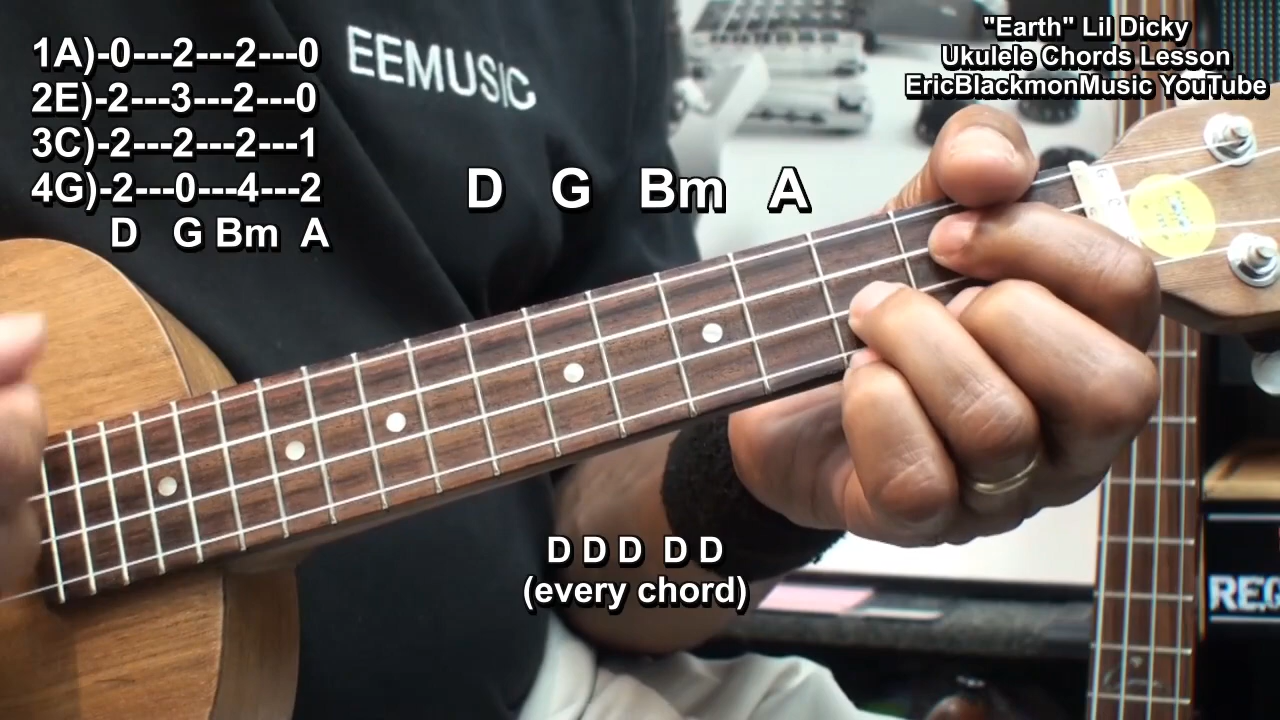 1A)-0---2---2---0
2E)-2---3---2---0
3C)-2---2---2---1
4G)-2---0---4---2
D G Bm A
EEMUSIC
"Earth" Lil Dicky
Ukulele Chords Lesson
EricBlackmonMusic YouTube
D G Bm A
D D D D D
(every chord)
REG